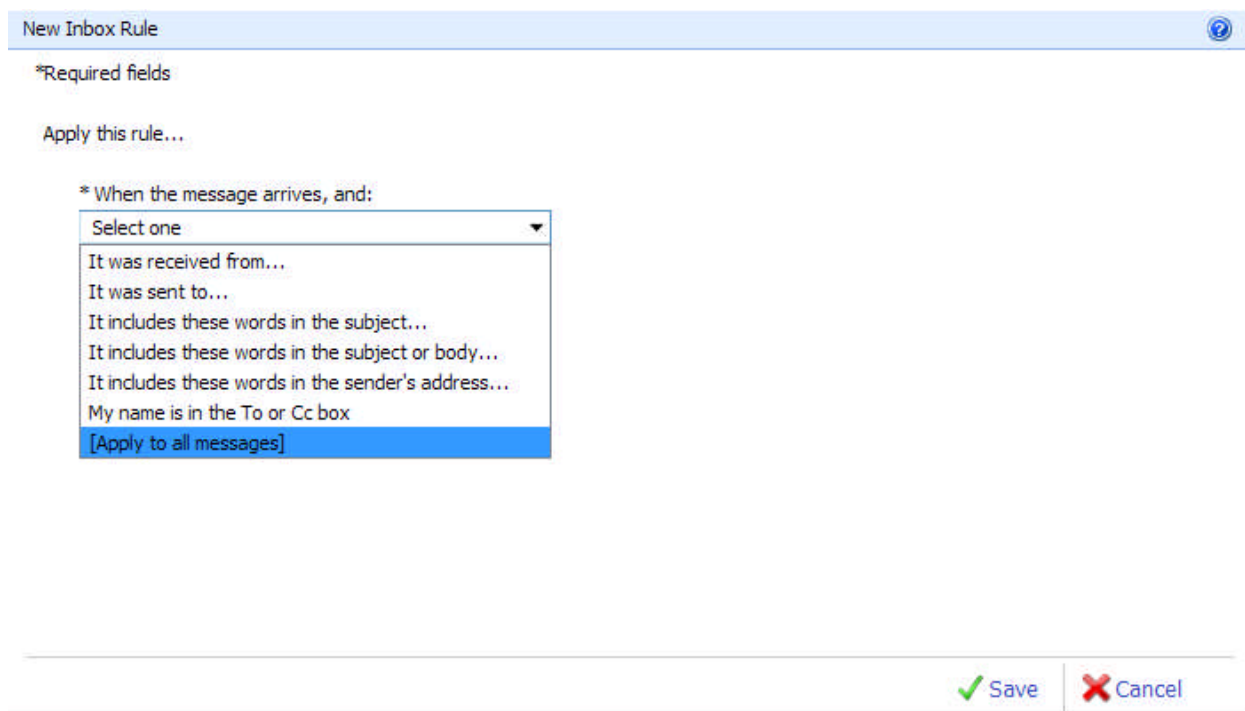 New Inbox Rule
*Required fields
Apply this rule...
* When the message arrives, and:
Select one
It was received from...
It was sent to...
It includes these words in the subject...
It includes these words in the subject or body...
It includes these words in the sender's address...
My name is in the To or Cc box
[Apply to all messages]
Save
Cancel